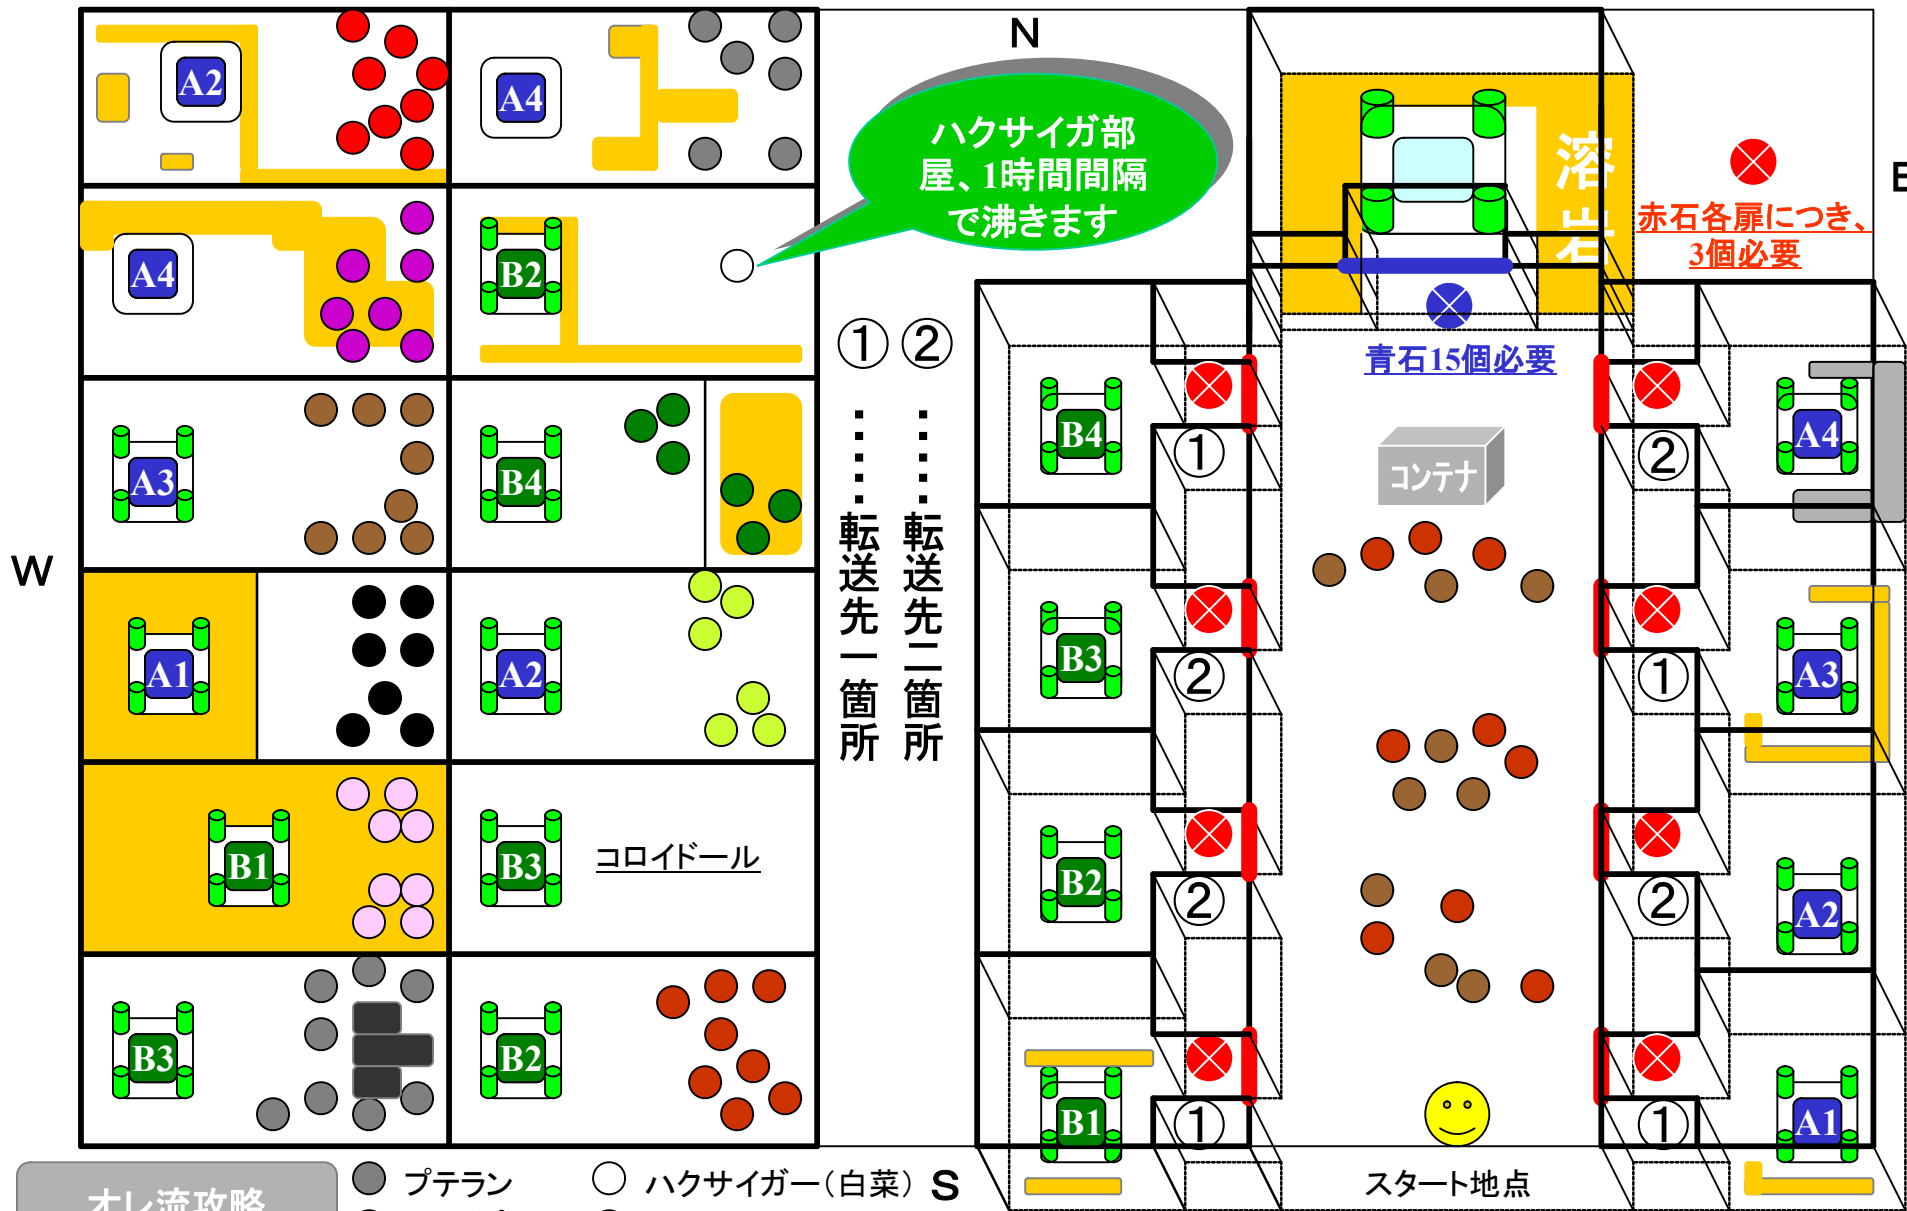 N
A2
A4
ハクサイガ部
屋、1時間間隔
で沸きます
溶岩
E
赤石各扉につき、
3個必要
A4
B2
① ②
青石15個必要
A3
B4
B4
①
コンテナ
②
A4
W
………転送先一箇所
………転送先二箇所
A1
A2
B3
②
①
A3
B1
B3
コロイドール
B2
②
②
A2
B3
B2
B1
①
①
A1
スタート地点
S
オレ流攻略
プテラン
ハクサイガー（白菜）